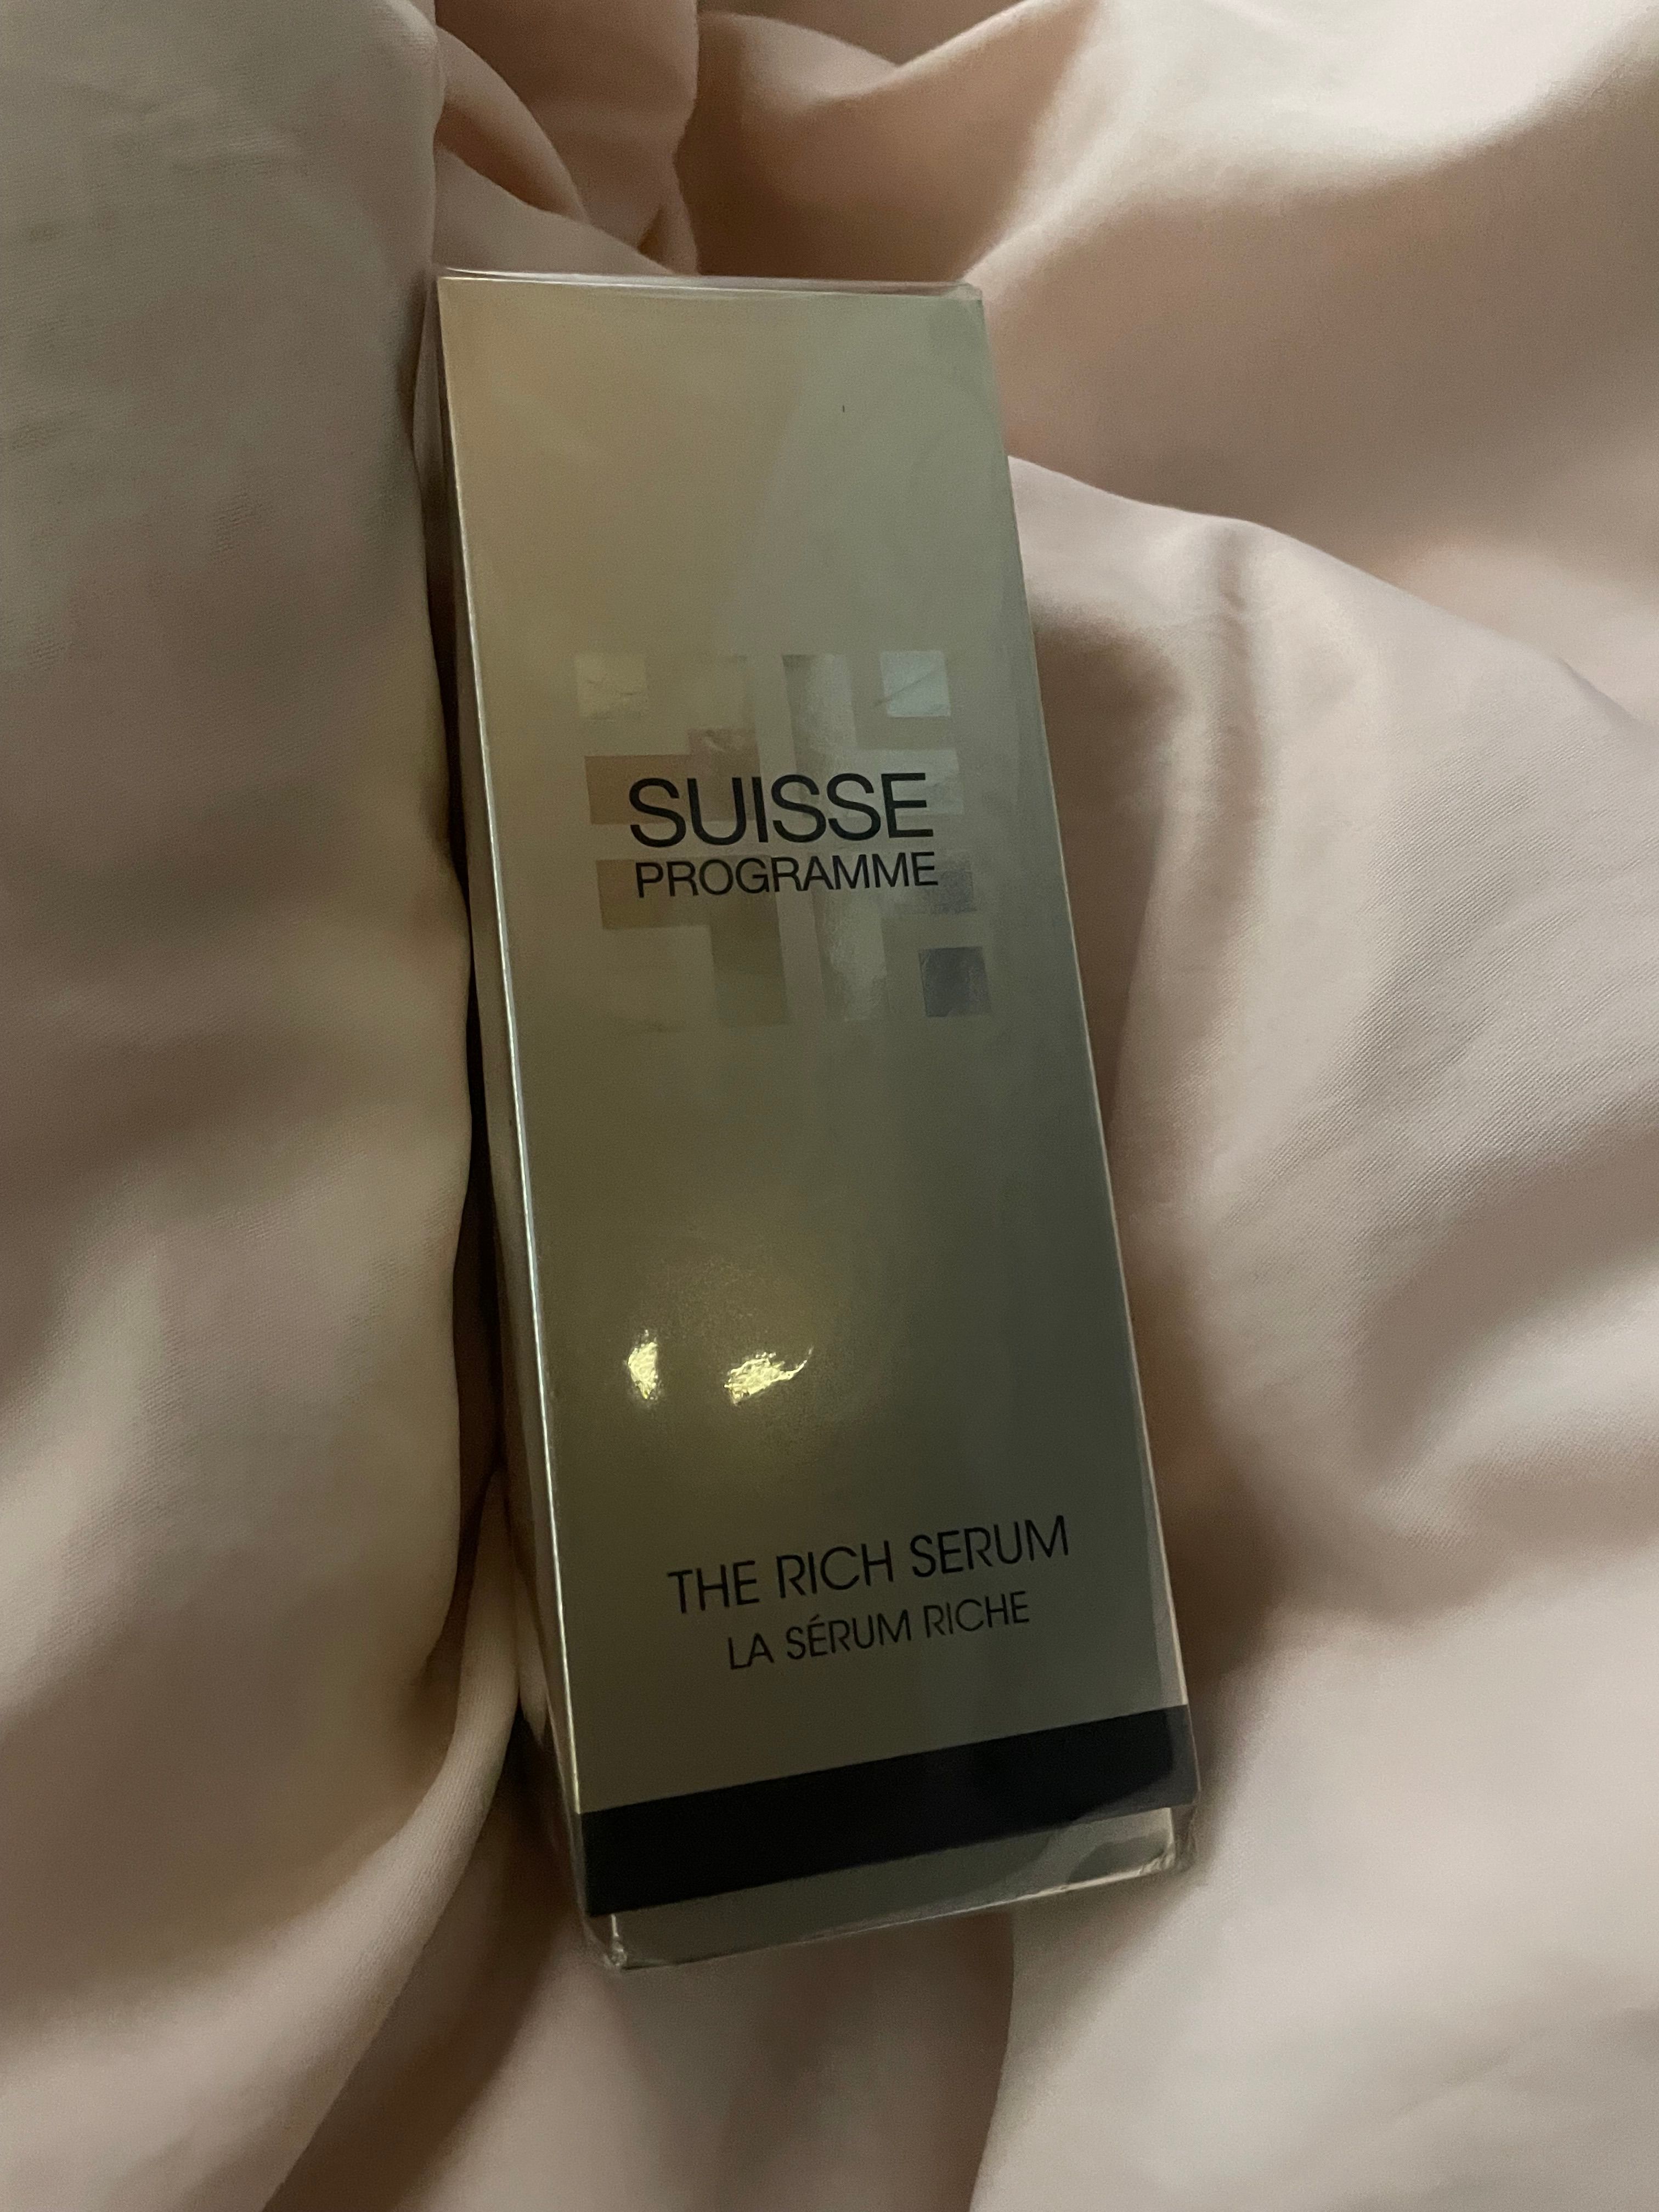 SUISSE
PROGRAMME
THE RICH SERUM
LA SÉRUM RICHE